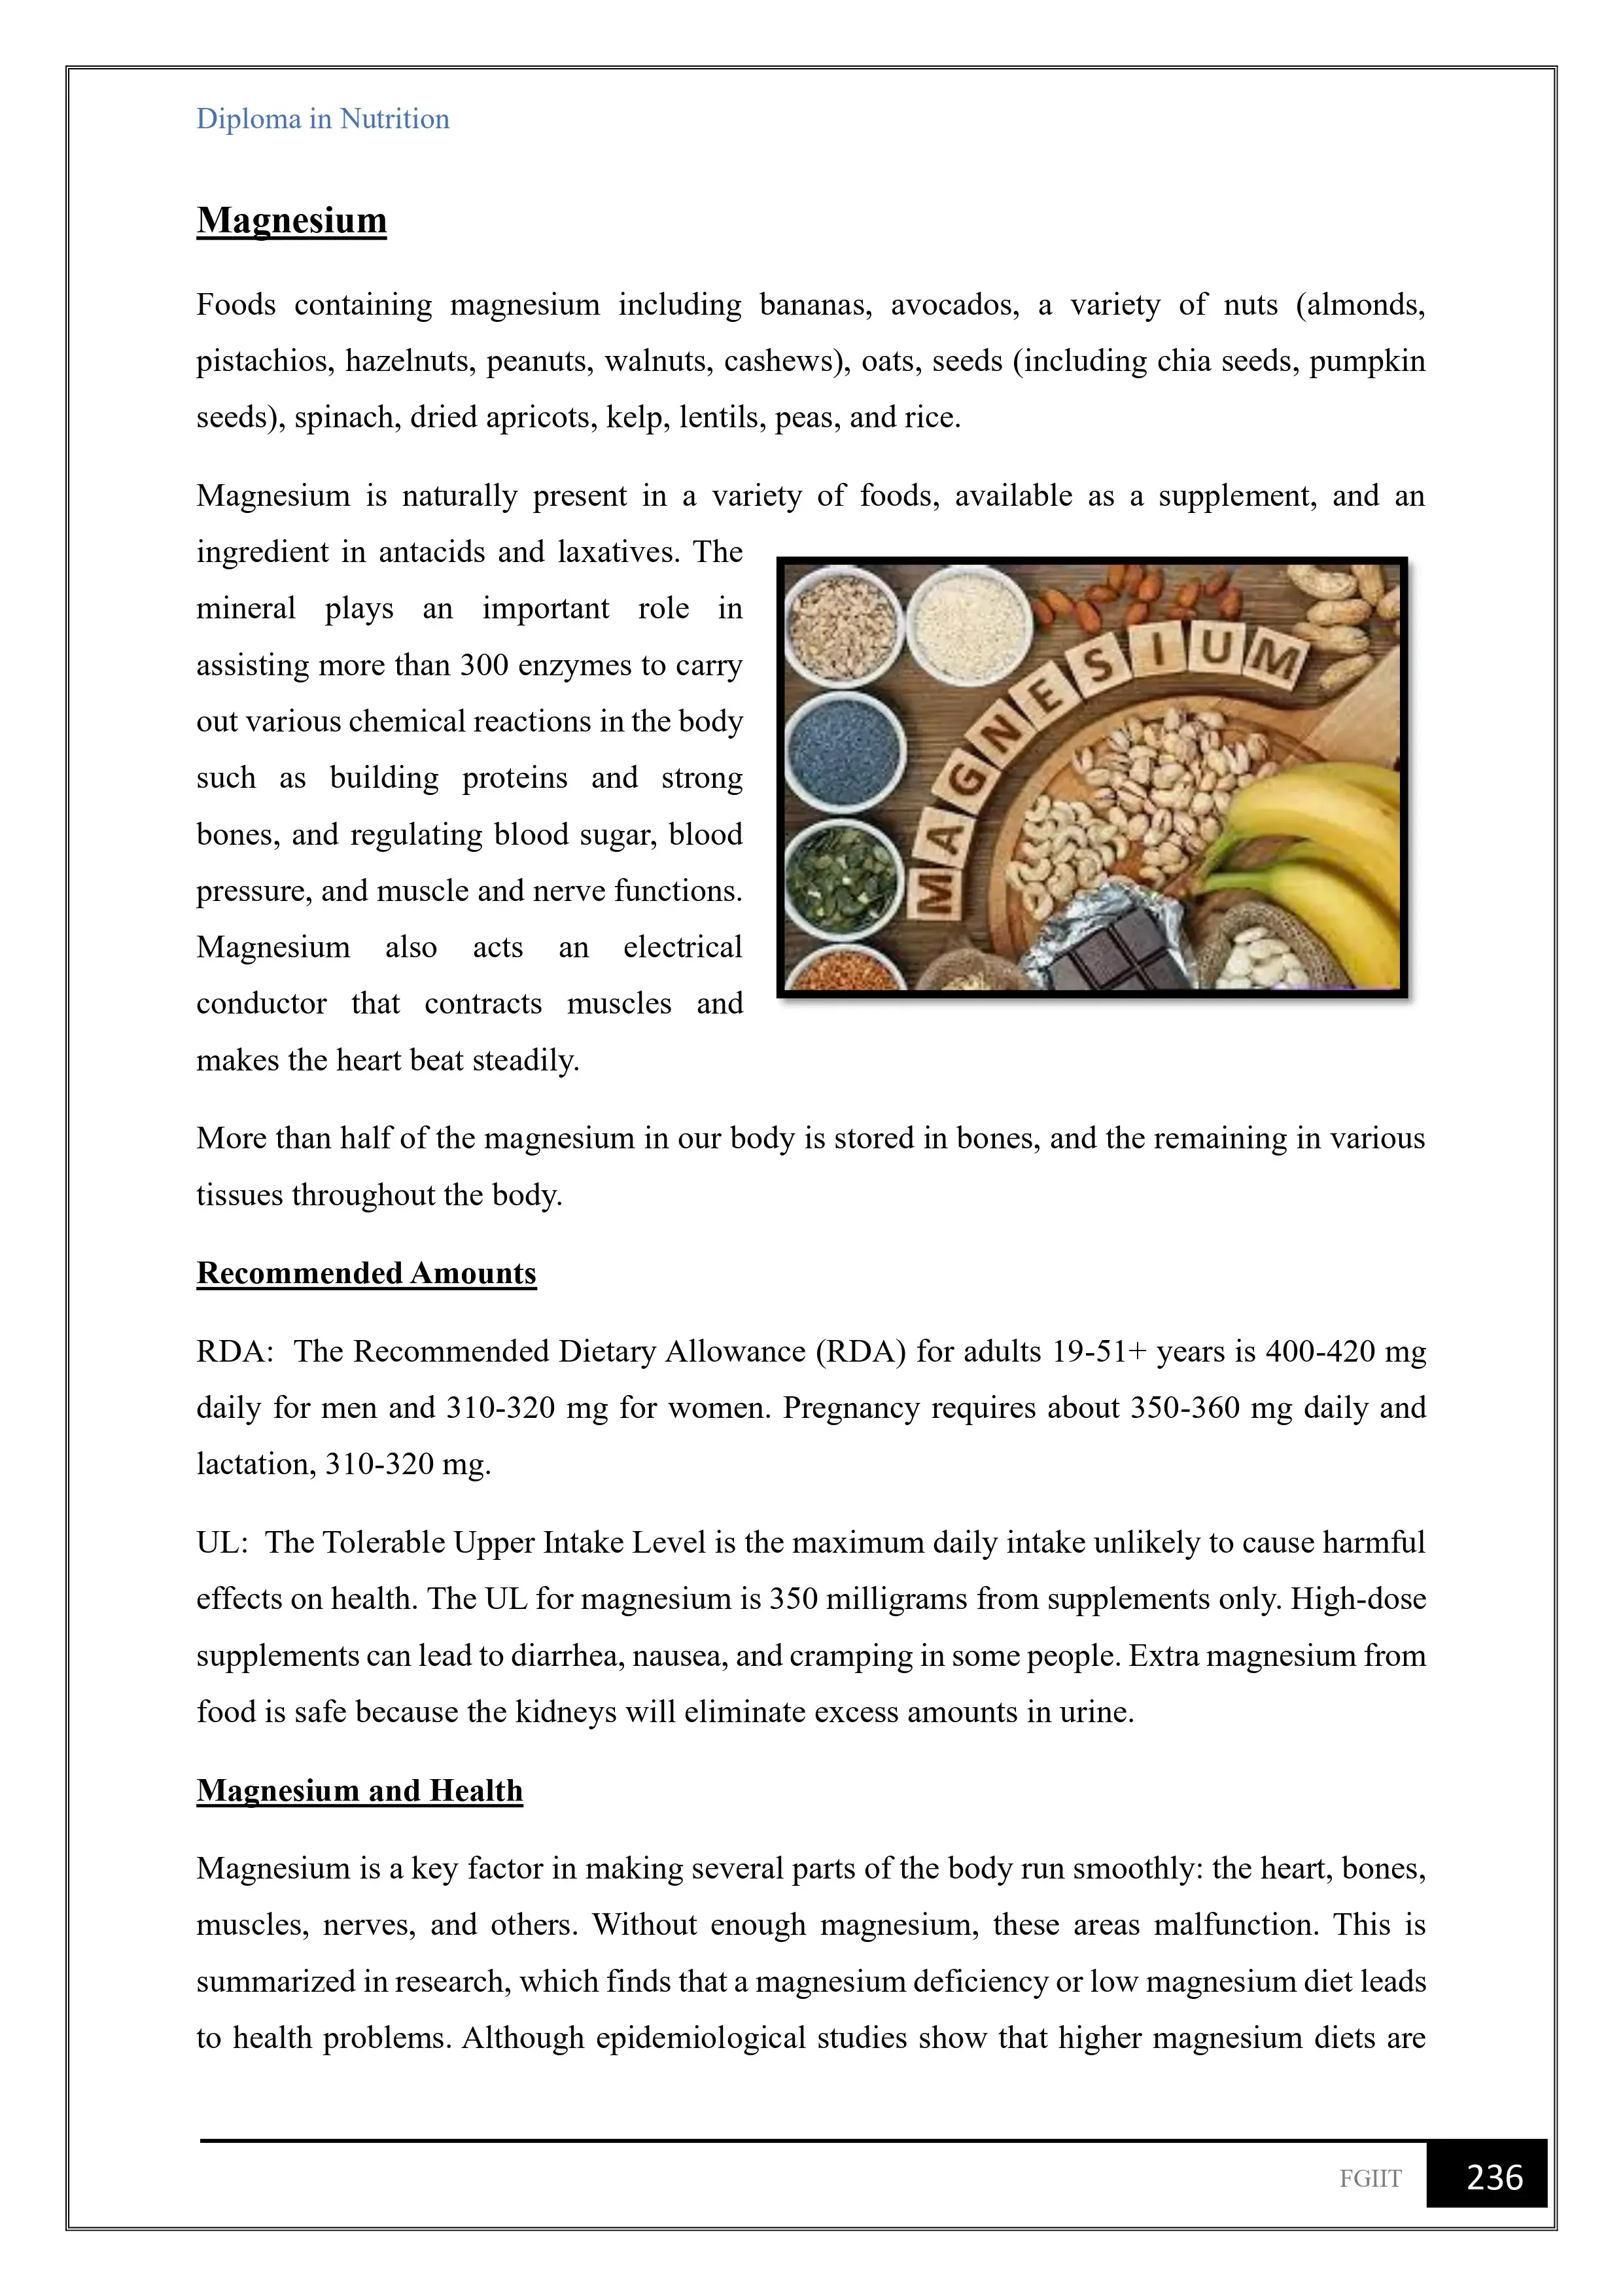 Diploma in Nutrition
Magnesium
Foods containing magnesium including bananas, avocados, a variety of nuts (almonds,
pistachios, hazelnuts, peanuts, walnuts, cashews), oats, seeds (including chia seeds, pumpkin
seeds), spinach, dried apricots, kelp, lentils, peas, and rice.
Magnesium is naturally present in a variety of foods, available as a supplement, and an
ingredient in antacids and laxatives. The
mineral plays an important role in
assisting more than 300 enzymes to carry
out various chemical reactions in the body
such as building proteins and strong
bones, and regulating blood sugar, blood
pressure, and muscle and nerve functions.
Magnesium also acts an electrical
conductor that contracts muscles and
makes the heart beat steadily.
MAGNESIUM
More than half of the magnesium in our body is stored in bones, and the remaining in various
tissues throughout the body.
Recommended Amounts
RDA: The Recommended Dietary Allowance (RDA) for adults 19-51+ years is 400-420 mg
daily for men and 310-320 mg for women. Pregnancy requires about 350-360 mg daily and
lactation, 310-320 mg.
UL: The Tolerable Upper Intake Level is the maximum daily intake unlikely to cause harmful
effects on health. The UL for magnesium is 350 milligrams from supplements only. High-dose
supplements can lead to diarrhea, nausea, and cramping in some people. Extra magnesium from
food is safe because the kidneys will eliminate excess amounts in urine.
Magnesium and Health
Magnesium is a key factor in making several parts of the body run smoothly: the heart, bones,
muscles, nerves, and others. Without enough magnesium, these areas malfunction. This is
summarized in research, which finds that a magnesium deficiency or low magnesium diet leads
to health problems. Although epidemiological studies show that higher magnesium diets are
FGIIT 236